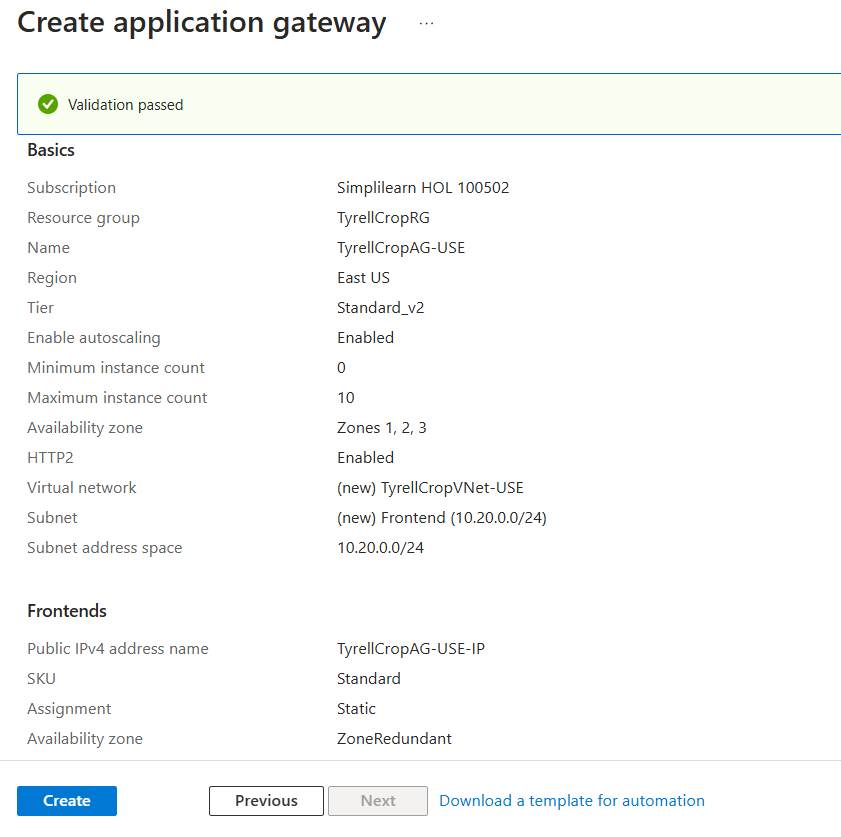 Create application gateway ...
Validation passed
Basics
Subscription Simplilearn HOL 100502
Resource group TyrellCropRG
Name TyrellCropAG-USE
Region East US
Tier Standard_v2
Enable autoscaling Enabled
Minimum instance count 0
Maximum instance count 10
Availability zone Zones 1, 2, 3
HTTP2 Enabled
Virtual network (new) TyrellCropVNet-USE
Subnet (new) Frontend (10.20.0.0/24)
Subnet address space 10.20.0.0/24
Frontends
Public IPv4 address name TyrellCropAG-USE-IP
SKU Standard
Assignment Static
Availability zone ZoneRedundant
Create Previous Next Download a template for automation